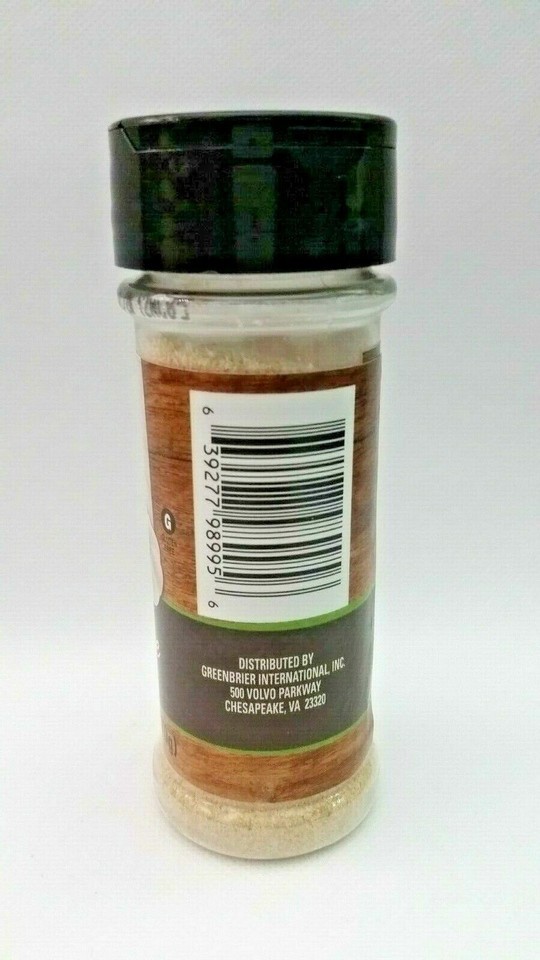 6 39277 98995 6
G
DISTRIBUTED BY
GREENBRIER INTERNATIONAL, INC.
500 VOLVO PARKWAY
CHESAPEAKE, VA 23320